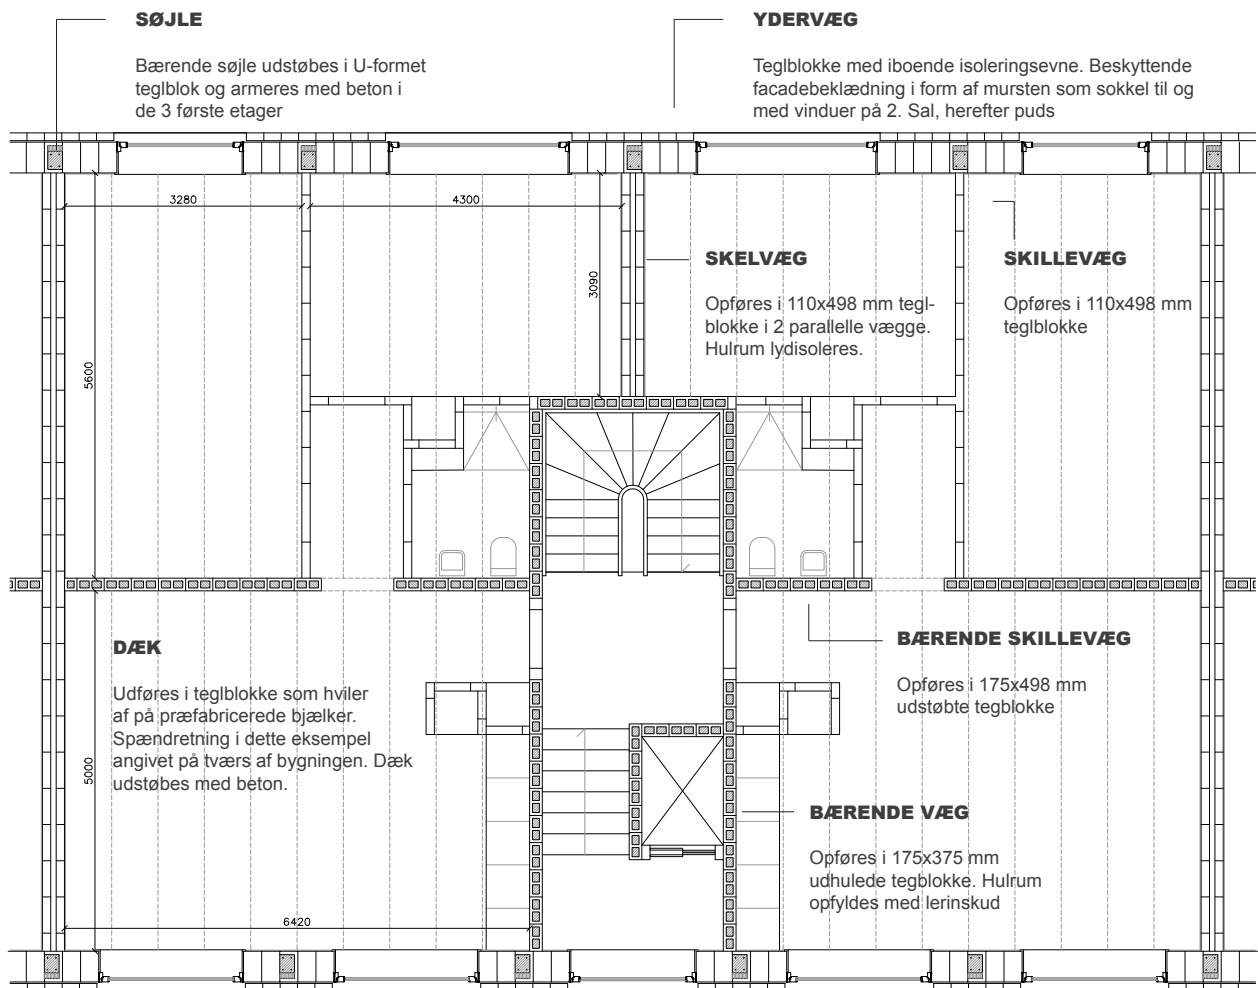 SØJLE
Bærende søjle udstøbes i U-formet
teglblok og armeres med beton i
de 3 første etager
YDERVÆG
Teglblokke med iboende isoleringsevne. Beskyttende
facadebeklædning i form af mursten som sokkel til og
med vinduer på 2. Sal, herefter puds
3280
4300
3090
5600
SKELVÆG
Opføres i 110x498 mm tegl-
blokke i 2 parallelle vægge.
Hulrum lydisoleres.
SKILLEVÆG
Opføres i 110x498 mm
teglblokke
DÆK
Udføres i teglblokke som hviler
af på præfabricerede bjælker.
Spændretning i dette eksempel
angivet på tværs af bygningen. Dæk
udstøbes med beton.
5000
6420
BÆRENDE SKILLEVÆG
Opføres i 175x498 mm
udstøbte tegblokke
BÆRENDE VÆG
Opføres i 175x375 mm
udhulede tegblokke. Hulrum
opfyldes med lerinskud